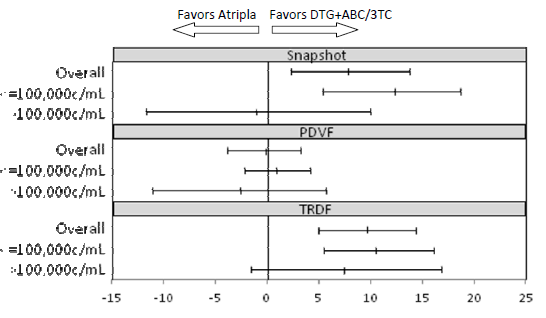 Favors Atripla Favors DTG+ABC/3TC
Snapshot
Overall
=100,000c/mL
100,000c/mL
PDVF
Overall
=100,000c/mL
>100,000c/mL
TRDF
Overall
=100,000c/mL
>100,000c/mL
-15 -10 -5 0 5 10 15 20 25